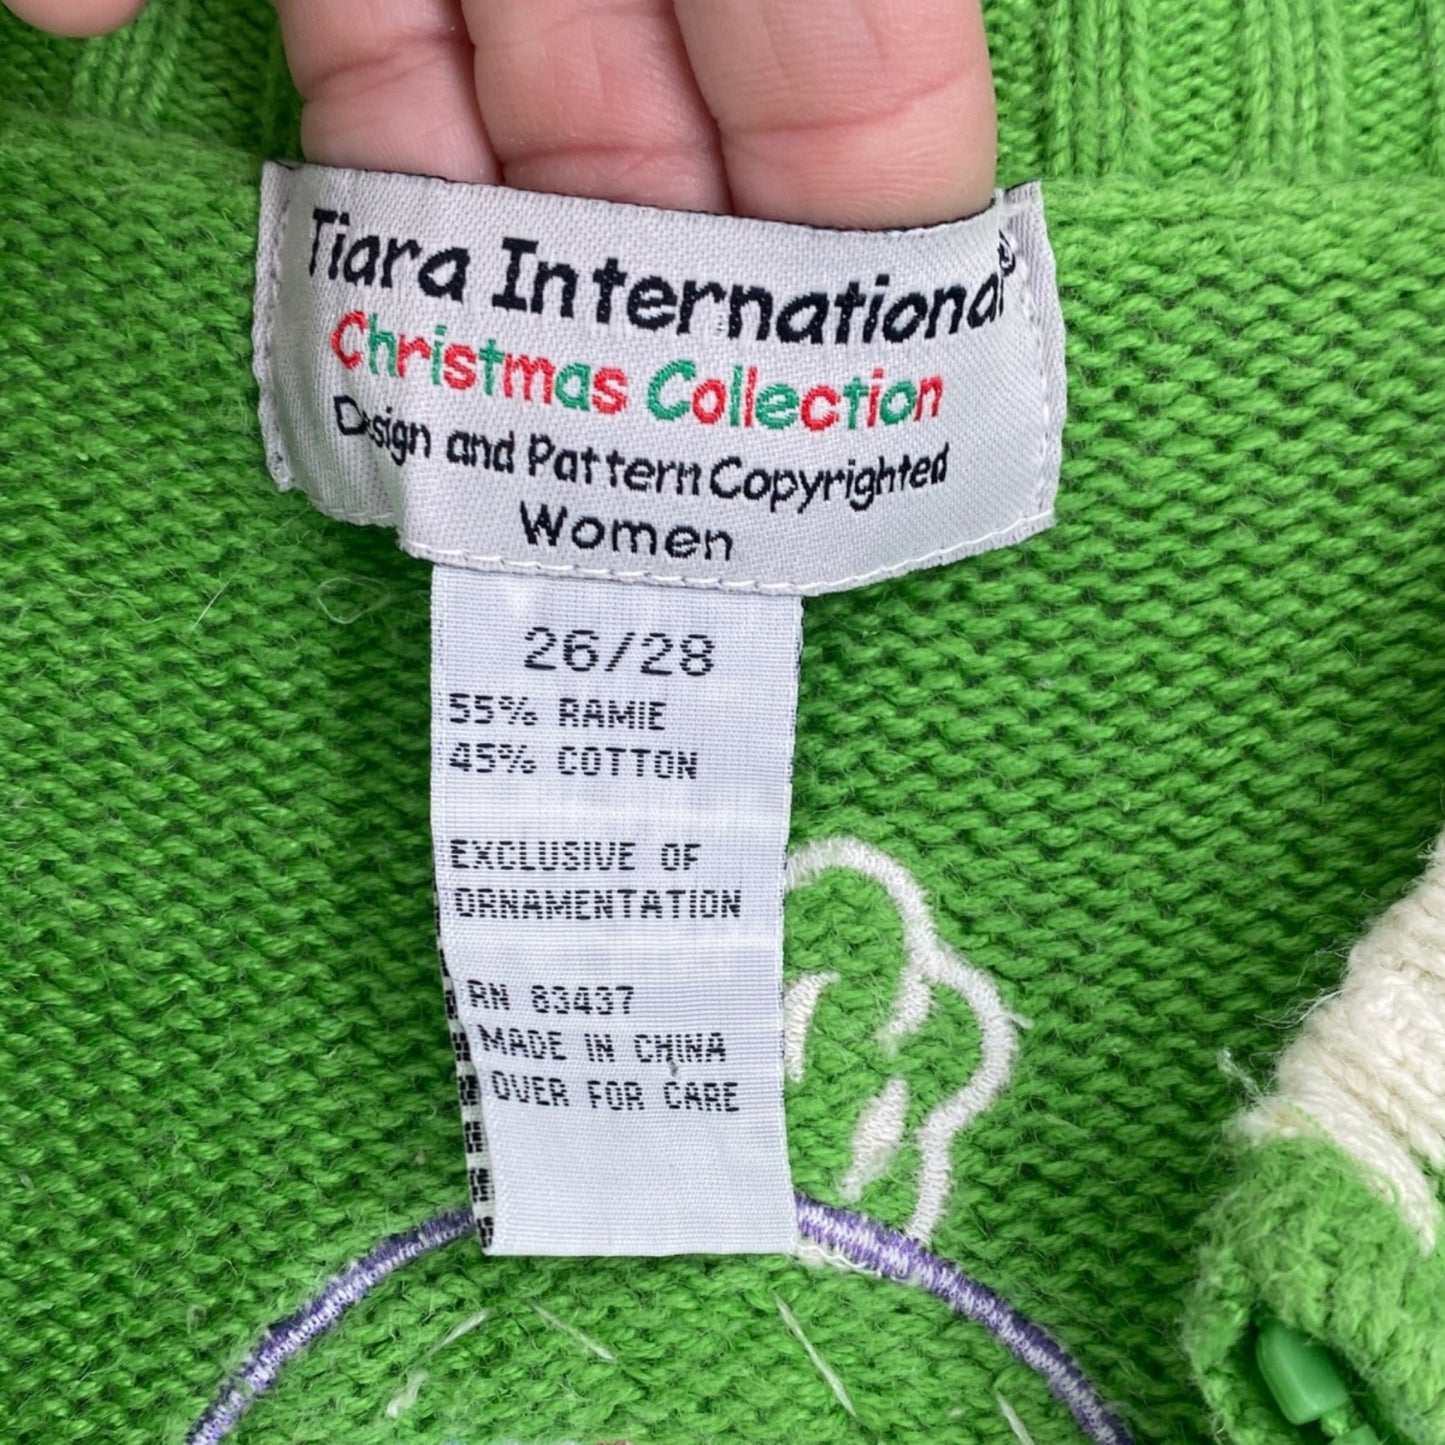 Tiara International®
Christmas Collection
Design and Pattern Copyrighted
Women
26/28
55% RAMIE
45% COTTON
EXCLUSIVE OF
ORNAMENTATION
RN 83437
MADE IN CHINA
OVER FOR CARE